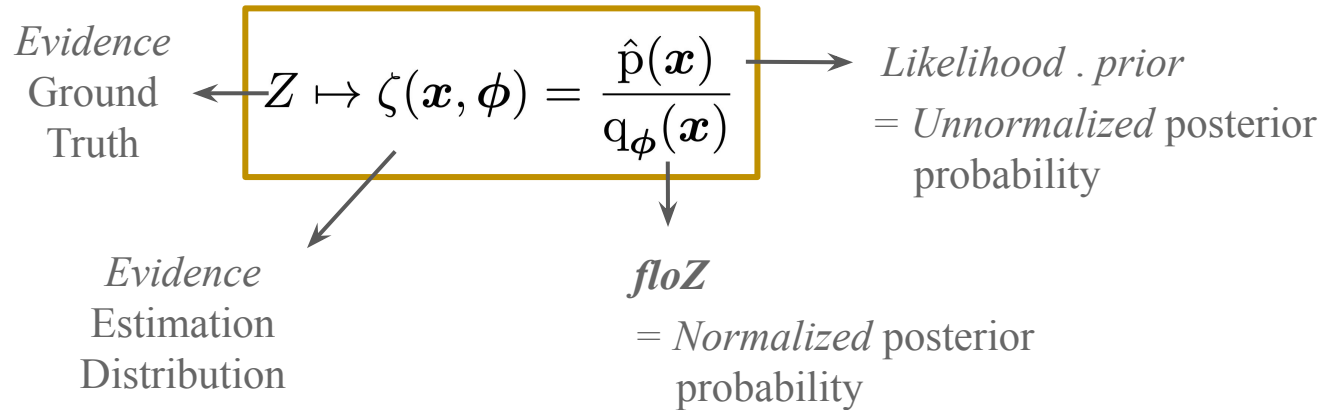 Evidence
Ground
Truth
Z ↦ ζ(x, ϕ) = p̂(x) / q_ϕ(x)
Likelihood . prior
= Unnormalized posterior
probability
Evidence
Estimation
Distribution
floZ
= Normalized posterior
probability